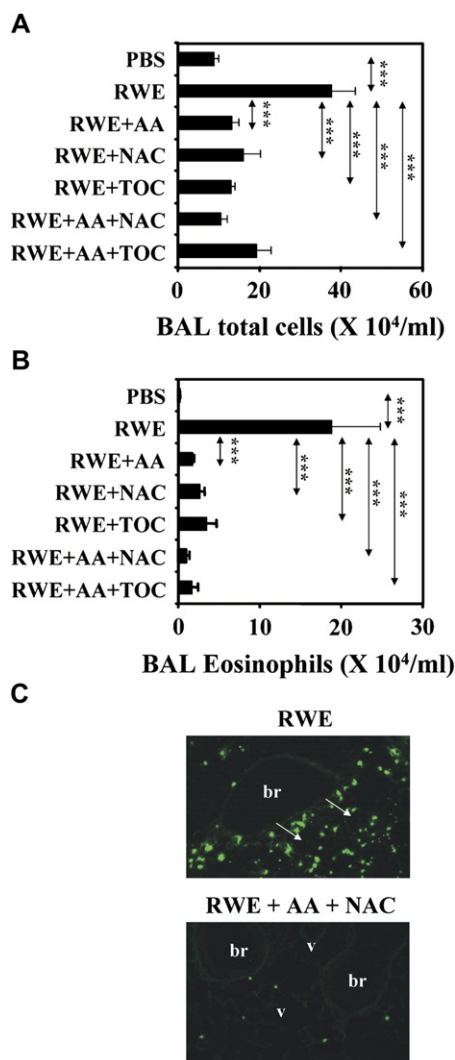 A
PBS
RWE
RWE+AA
RWE+NAC
RWE+TOC
RWE+AA+NAC
RWE+AA+TOC
***
***
***
***
***
***
0 20 40 60
BAL total cells (X 10⁴/ml)
B
PBS
RWE
RWE+AA
RWE+NAC
RWE+TOC
RWE+AA+NAC
RWE+AA+TOC
***
***
***
***
***
***
0 10 20 30
BAL Eosinophils (X 10⁴/ml)
C
RWE
br
RWE + AA + NAC
v
br br
v